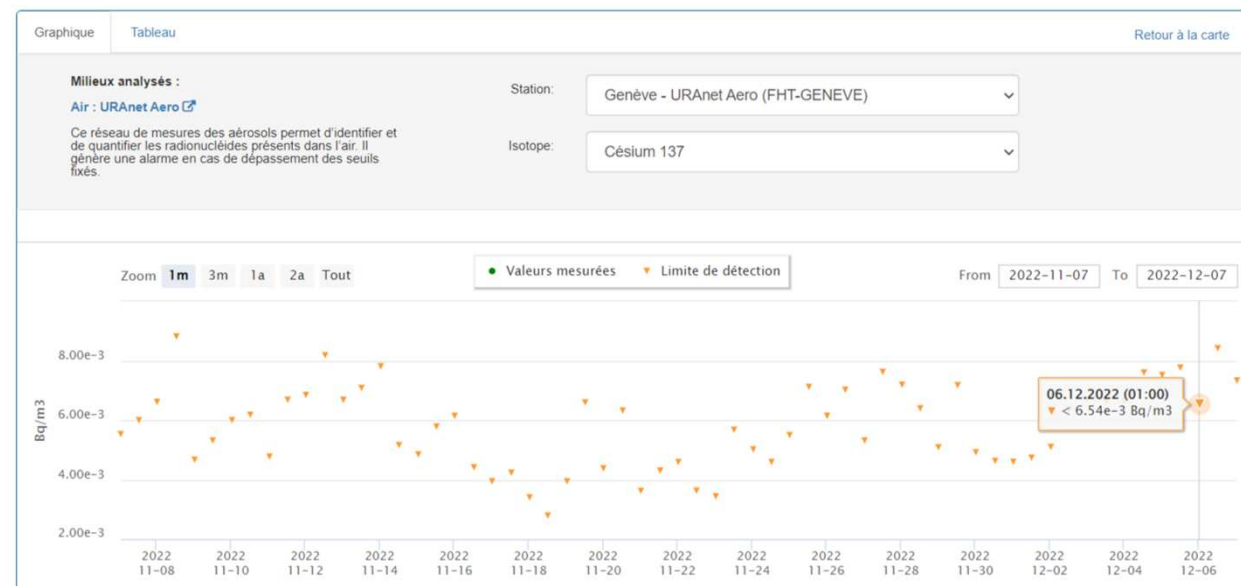 Graphique Tableau Retour à la carte
Milieux analysés :
Air : URAnet Aero
Ce réseau de mesures des aérosols permet d'identifier et
de quantifier les radionucléides présents dans l'air. Il
génère une alarme en cas de dépassement des seuils
fixés.
Station: Genève - URAnet Aero (FHT-GENEVE)
Isotope: Césium 137
Zoom 1m 3m 1a 2a Tout
Valeurs mesurées Limite de détection
From 2022-11-07 To 2022-12-07
Bq/m3
8.00e-3
6.00e-3
4.00e-3
2.00e-3
06.12.2022 (01:00)
< 6.54e-3 Bq/m3
2022 2022 2022 2022 2022 2022 2022 2022 2022 2022 2022 2022 2022 2022 2022
11-08 11-10 11-12 11-14 11-16 11-18 11-20 11-22 11-24 11-26 11-28 11-30 12-02 12-04 12-06